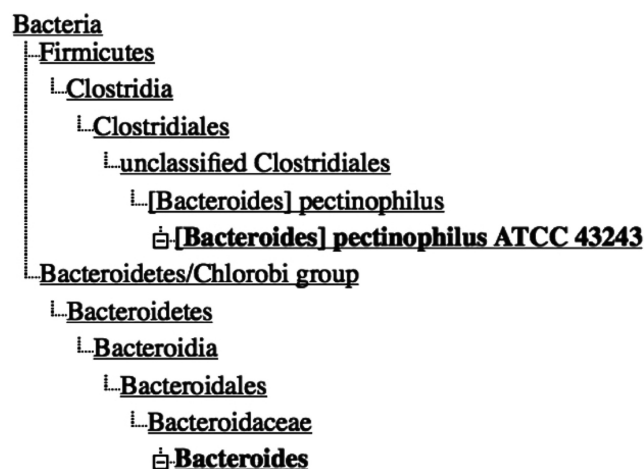 Bacteria
Firmicutes
Clostridia
Clostridiales
unclassified Clostridiales
[Bacteroides] pectinophilus
[Bacteroides] pectinophilus ATCC 43243
Bacteroidetes/Chlorobi group
Bacteroidetes
Bacteroidia
Bacteroidales
Bacteroidaceae
Bacteroides